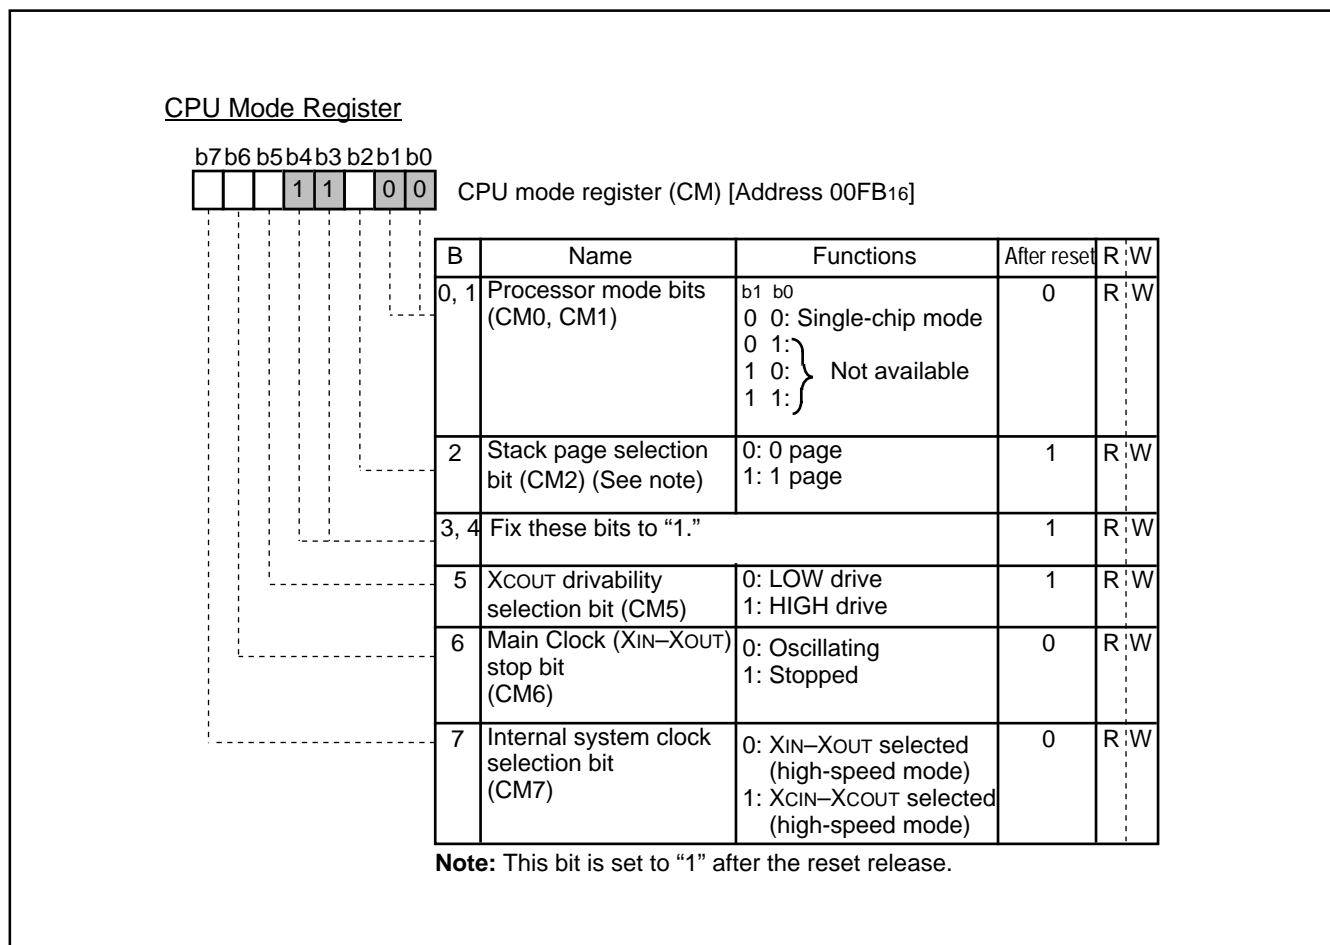 CPU Mode Register
b7 b6 b5 b4 b3 b2 b1 b0
1 1 0 0
CPU mode register (CM) [Address 00FB16]
B Name Functions After reset R W
0, 1 Processor mode bits (CM0, CM1)
b1 b0
0 0: Single-chip mode
0 1:
1 0: Not available
1 1:
0 R W
2 Stack page selection bit (CM2) (See note)
0: 0 page
1: 1 page
1 R W
3, 4 Fix these bits to “1.” 1 R W
5 XCOUT drivability selection bit (CM5)
0: LOW drive
1: HIGH drive
1 R W
6 Main Clock (XIN–XOUT) stop bit (CM6)
0: Oscillating
1: Stopped
0 R W
7 Internal system clock selection bit (CM7)
0: XIN–XOUT selected (high-speed mode)
1: XCIN–XCOUT selected (high-speed mode)
0 R W
Note: This bit is set to “1” after the reset release.